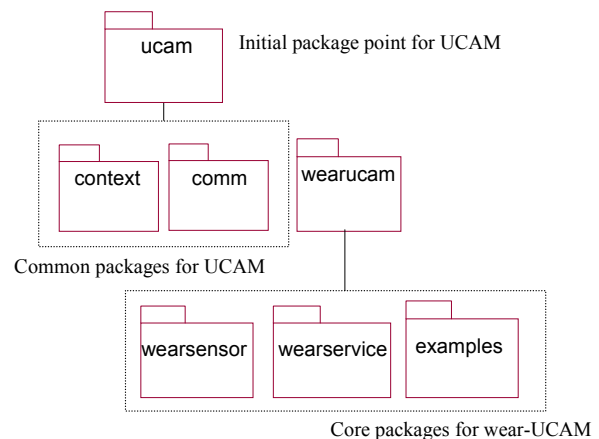 ucam
Initial package point for UCAM
context
comm
wearucam
Common packages for UCAM
wearsensor
wearservice
examples
Core packages for wear-UCAM